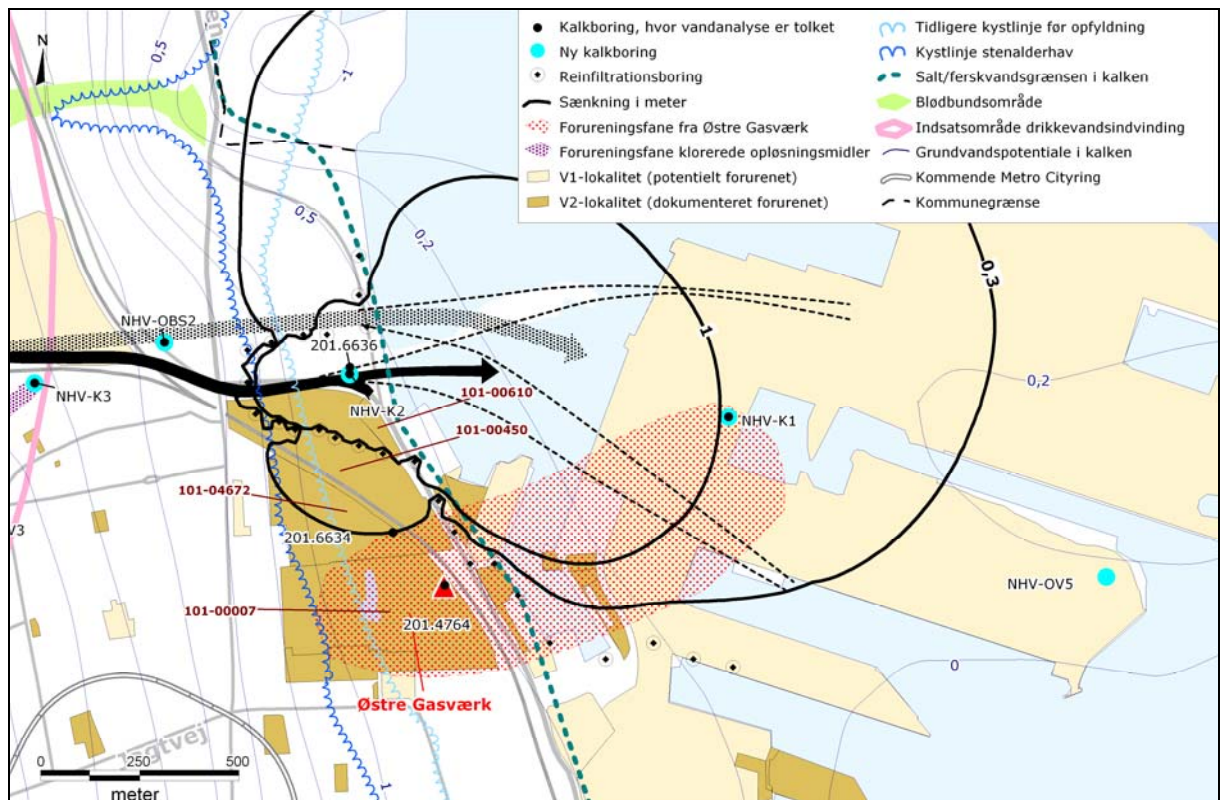 Kalkboring, hvor vandanalyse er tolket
Ny kalkboring
Reinfiltrationsboring
Sænkning i meter
Forureningsfane fra Østre Gasværk
Forureningsfane klorerede opløsningsmidler
V1-lokalitet (potentielt forurenet)
V2-lokalitet (dokumenteret forurenet)
Tidligere kystlinje før opfyldning
Kystlinje stenalderhav
Salt/ferskvandsgrænsen i kalken
Blødbundsområde
Indsatsområde drikkevandsindvinding
Grundvandspotentiale i kalken
Kommende Metro Cityring
Kommunegrænse
N
0,5
-1
0,5
0,2
0,3
NHV-OBS2
201.6636
1
0,2
NHV-K3
101-00610
NHV-K2
NHV-K1
101-00450
101-04672
V3
201.6634
NHV-OV5
101-00007
201.4764
0
Østre Gasværk
Jagtvej
1
0 250 500
meter